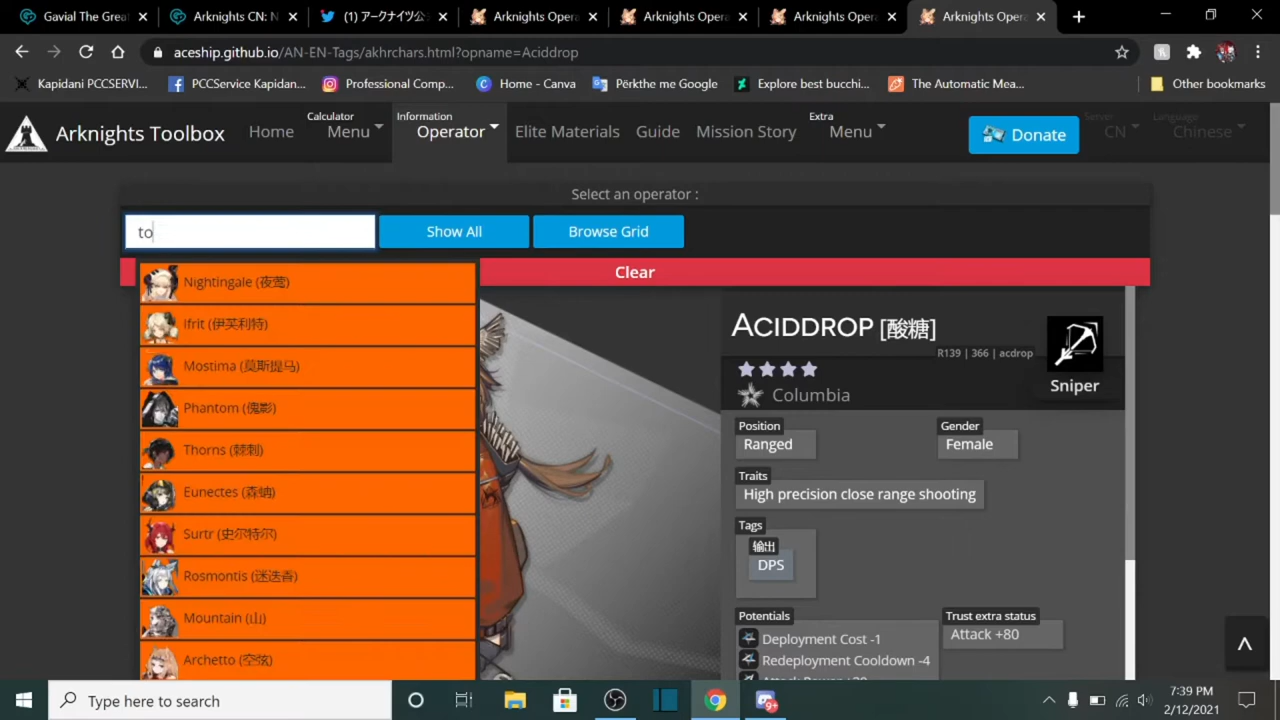 Gavial The Grea
Arknights CN: N
(1) アークナイツ公:
Arknights Opera
Arknights Opera
Arknights Opera
Arknights Opera
aceship.github.io/AN-EN-Tags/akhrchars.html?opname=Aciddrop
Kapidani PCCSERVI...
PCCService Kapidan...
Professional Comp...
Home - Canva
Përkthe me Google
Explore best bucchi...
The Automatic Mea...
Other bookmarks
Arknights Toolbox
Home
Calculator
Menu
Information
Operator
Elite Materials
Guide
Mission Story
Extra
Menu
Donate
Server
CN
Language
Chinese
Select an operator :
to
Show All
Browse Grid
Clear
Nightingale (夜莺)
Ifrit (伊芙利特)
Mostima (莫斯提马)
Phantom (傀影)
Thorns (棘刺)
Eunectes (森蚺)
Surtr (史尔特尔)
Rosmontis (迷迭香)
Mountain (山)
Archetto (空弦)
ACIDDROP [酸糖]
R139 | 366 | acdrop
Sniper
Columbia
Position
Ranged
Gender
Female
Traits
High precision close range shooting
Tags
输出
DPS
Potentials
Deployment Cost -1
Redeployment Cooldown -4
Trust extra status
Attack +80
Type here to search
7:39 PM
2/12/2021